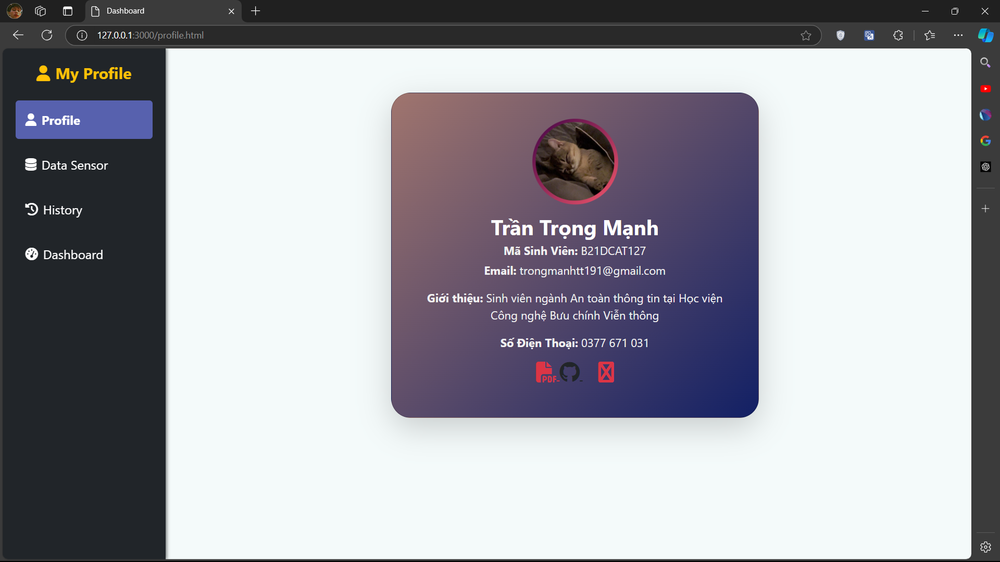 Dashboard
127.0.0.1:3000/profile.html
My Profile
Profile
Data Sensor
History
Dashboard
Trần Trọng Mạnh
Mã Sinh Viên: B21DCAT127
Email: trongmanhtt191@gmail.com
Giới thiệu: Sinh viên ngành An toàn thông tin tại Học viện
Công nghệ Bưu chính Viễn thông
Số Điện Thoại: 0377 671 031
PDF